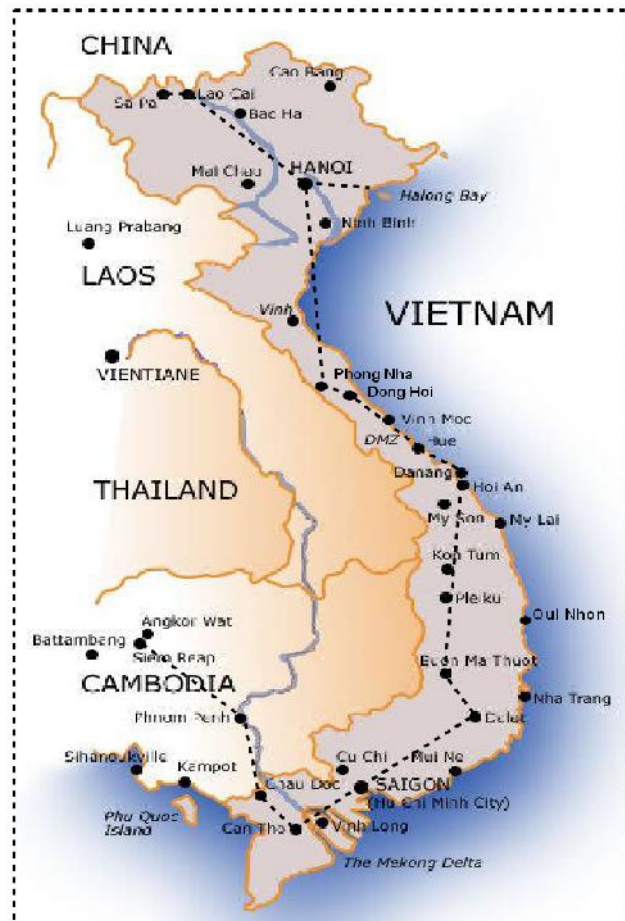 CHINA
Cao Bang
Sa Pa
Lao Cai
Bac Ha
Mai Chau
HANOI
Halong Bay
Ninh Binh
Luang Prabang
LAOS
Vinh
VIETNAM
VIENTIANE
Phong Nha
Dong Hoi
Vinh Moc
DMZ
Hue
Danang
Hoi An
THAILAND
My Son
My Lai
Kon Tum
Pleiku
Angkor Wat
Battambang
Siem Reap
Qui Nhon
Buon Ma Thuot
CAMBODIA
Nha Trang
Phnom Penh
Dalat
Sihanoukville
Kampot
Cu Chi
Mui Ne
Chau Doc
SAIGON
(Ho Chi Minh City)
Phu Quoc
Island
Can Tho
Vinh Long
The Mekong Delta